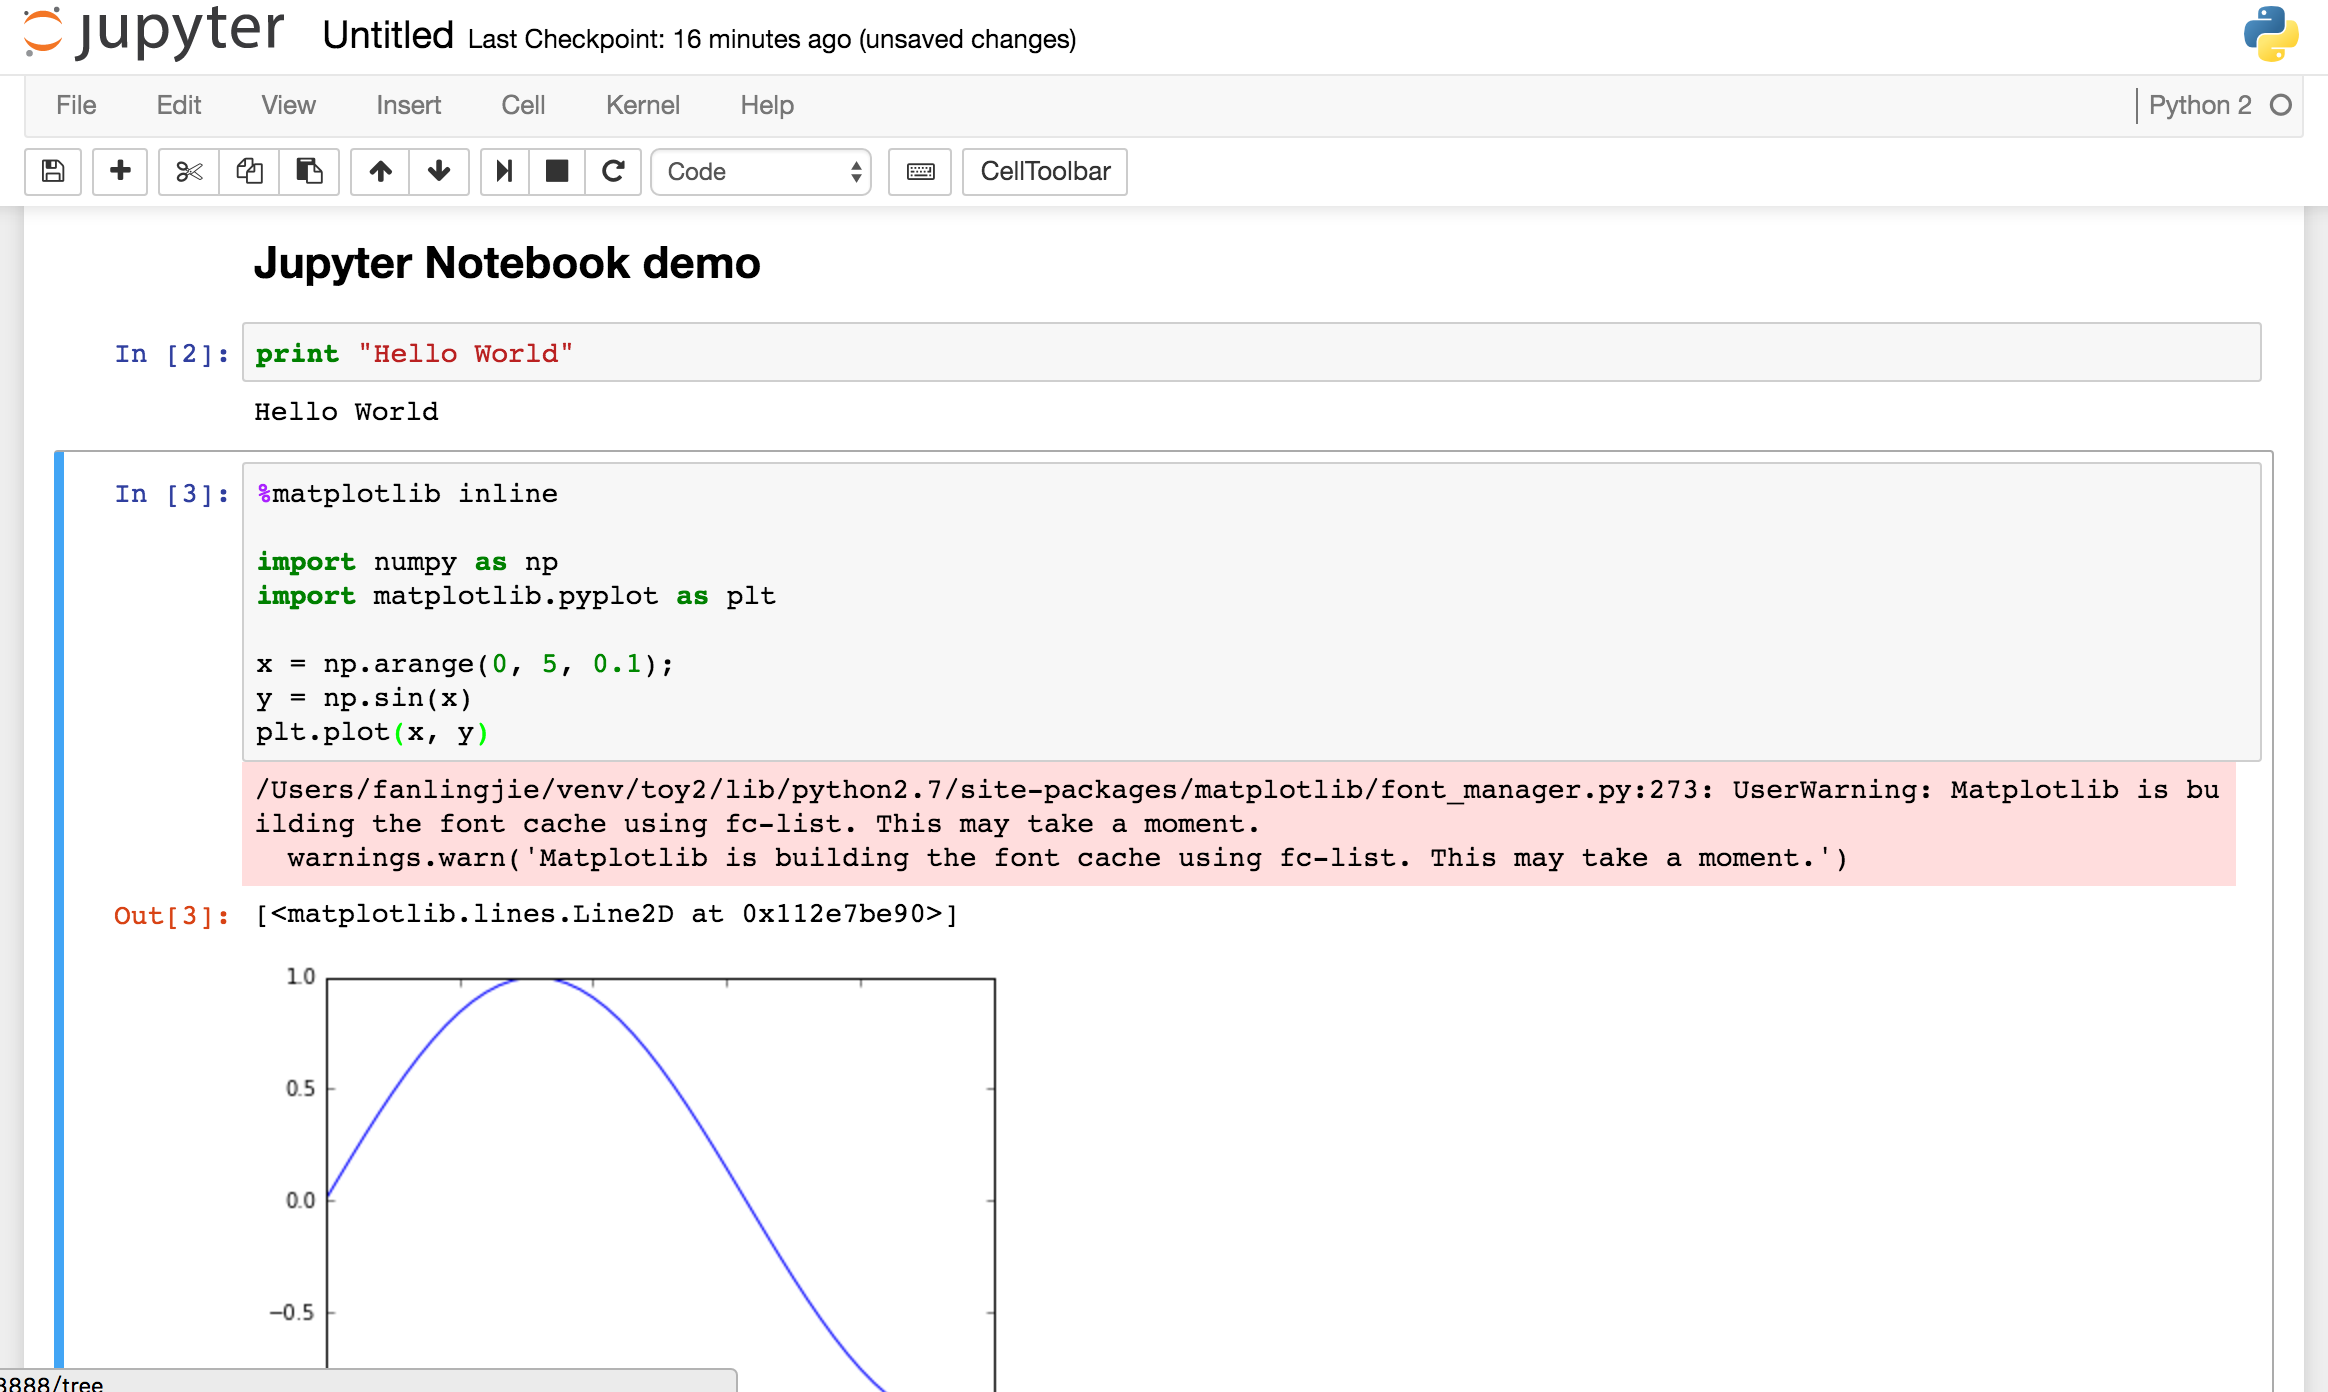 jupyter Untitled Last Checkpoint: 16 minutes ago (unsaved changes)
File Edit View Insert Cell Kernel Help Python 2
Code CellToolbar
Jupyter Notebook demo
In [2]: print "Hello World"
Hello World
In [3]: %matplotlib inline
import numpy as np
import matplotlib.pyplot as plt
x = np.arange(0, 5, 0.1);
y = np.sin(x)
plt.plot(x, y)
/Users/fanlingjie/venv/toy2/lib/python2.7/site-packages/matplotlib/font_manager.py:273: UserWarning: Matplotlib is bu
ilding the font cache using fc-list. This may take a moment.
warnings.warn('Matplotlib is building the font cache using fc-list. This may take a moment.')
Out[3]: [<matplotlib.lines.Line2D at 0x112e7be90>]
1.0
0.5
0.0
−0.5
8888/tree